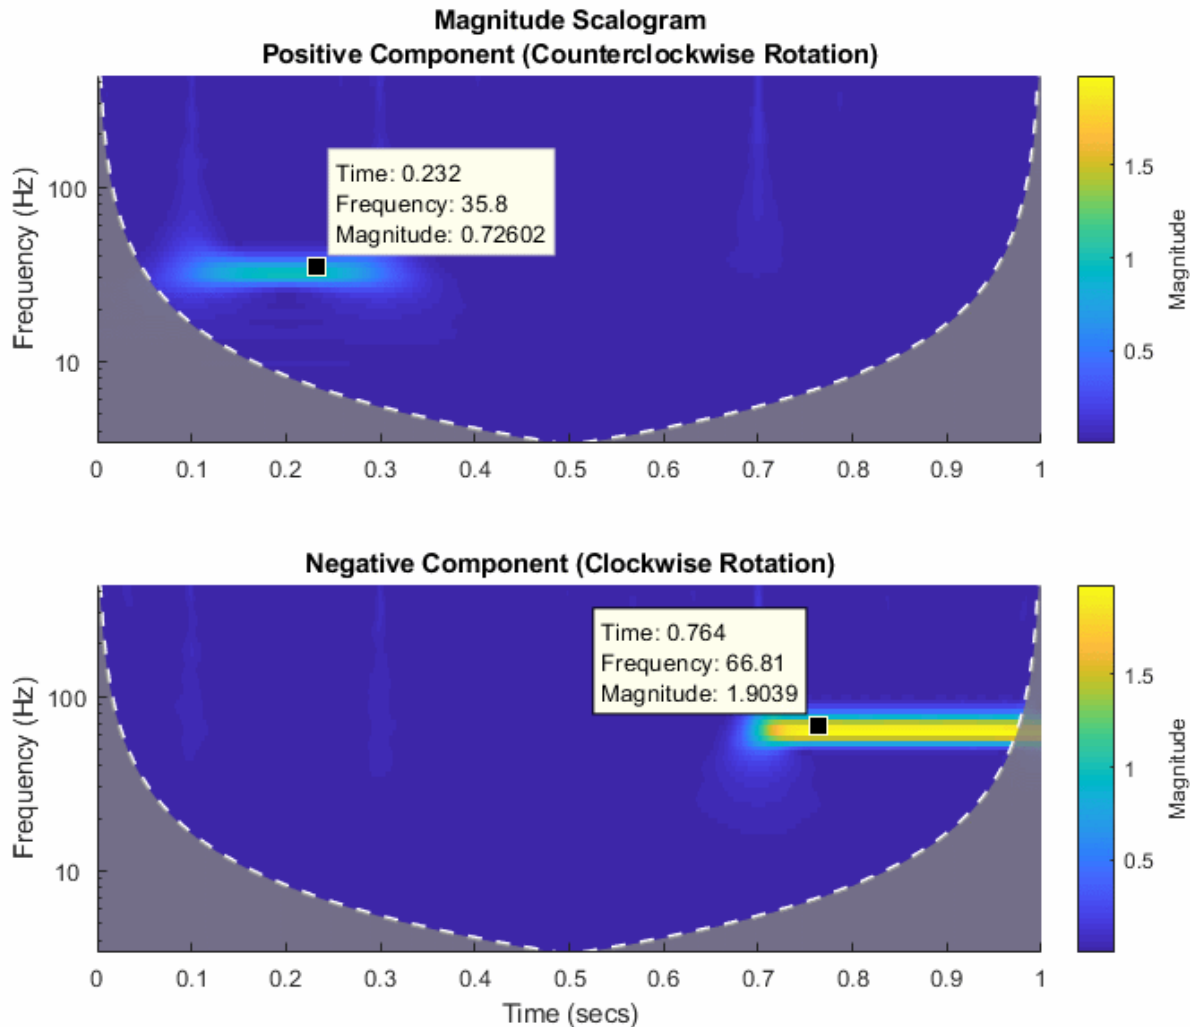 Magnitude Scalogram
Positive Component (Counterclockwise Rotation)
Frequency (Hz)
100
10
Time: 0.232
Frequency: 35.8
Magnitude: 0.72602
0 0.1 0.2 0.3 0.4 0.5 0.6 0.7 0.8 0.9 1
1.5
1
0.5
Magnitude
Negative Component (Clockwise Rotation)
Frequency (Hz)
100
10
Time: 0.764
Frequency: 66.81
Magnitude: 1.9039
0 0.1 0.2 0.3 0.4 0.5 0.6 0.7 0.8 0.9 1
Time (secs)
1.5
1
0.5
Magnitude